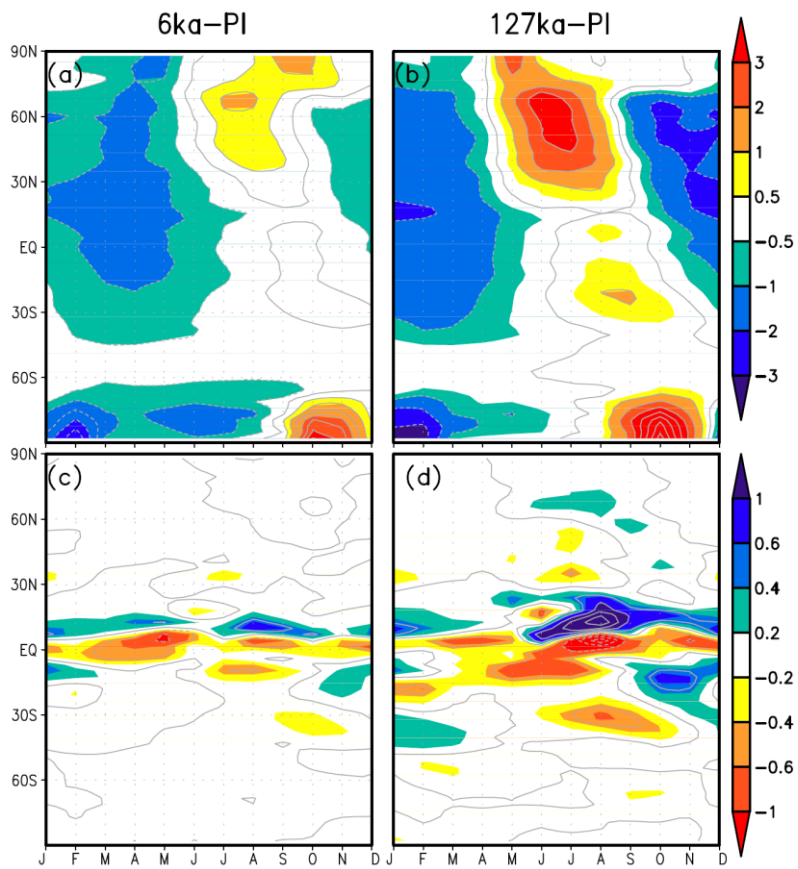 6ka−PI 127ka−PI
90N
(a) (b)
60N
30N
EQ
30S
60S
3
2
1
0.5
−0.5
−1
−2
−3
90N
(c) (d)
60N
30N
EQ
30S
60S
1
0.6
0.4
0.2
−0.2
−0.4
−0.6
−1
J F M A M J J A S O N D J F M A M J J A S O N D